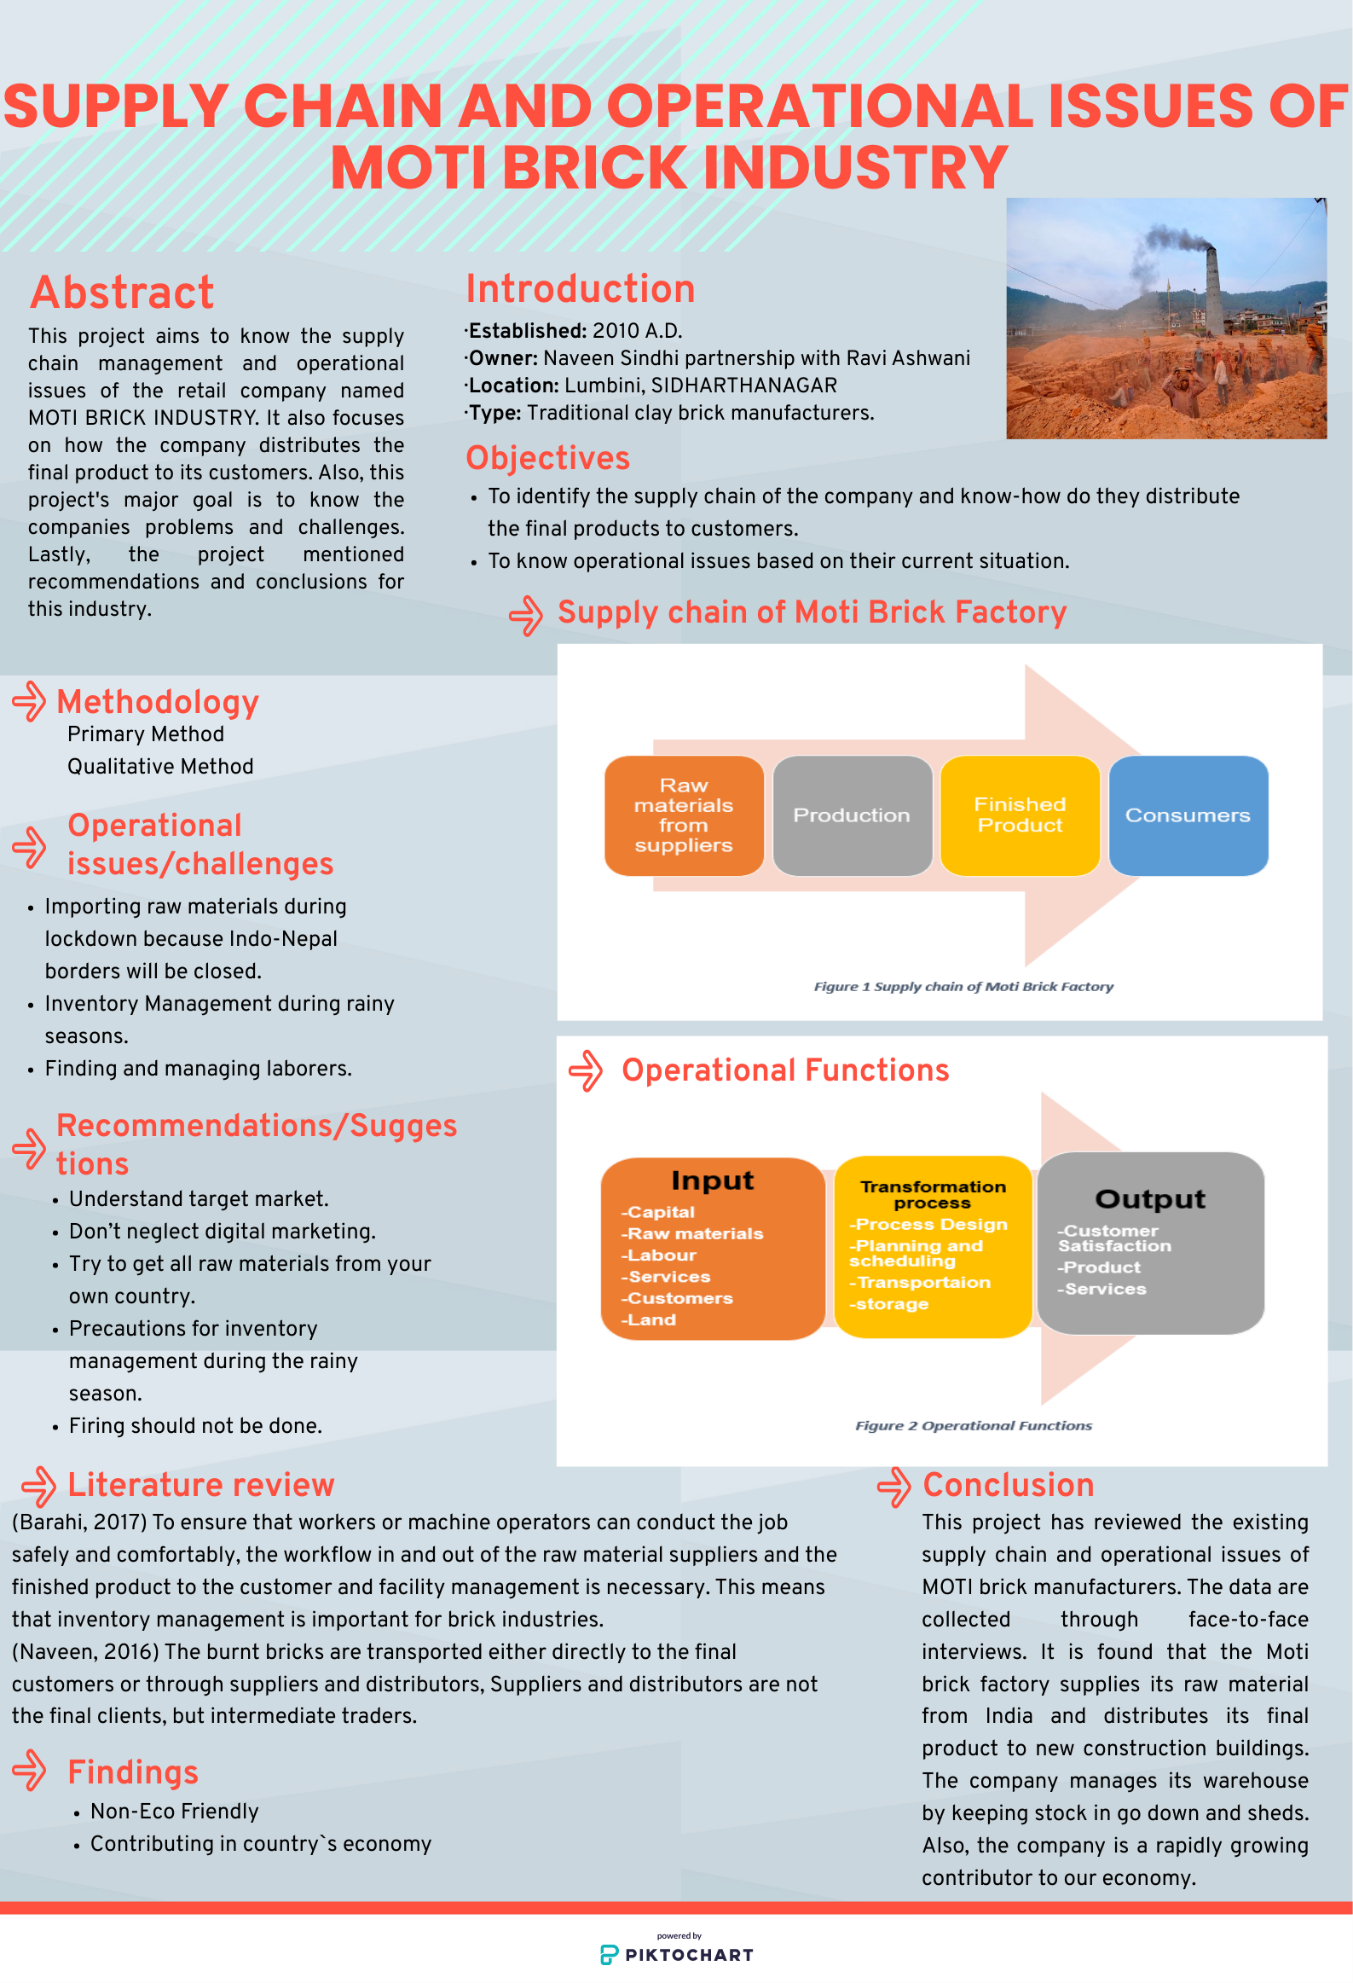 SUPPLY CHAIN AND OPERATIONAL ISSUES OF
MOTI BRICK INDUSTRY
Abstract
This project aims to know the supply
chain management and operational
issues of the retail company named
MOTI BRICK INDUSTRY. It also focuses
on how the company distributes the
final product to its customers. Also, this
project's major goal is to know the
companies problems and challenges.
Lastly, the project mentioned
recommendations and conclusions for
this industry.
Introduction
·Established: 2010 A.D.
·Owner: Naveen Sindhi partnership with Ravi Ashwani
·Location: Lumbini, SIDHARTHANAGAR
·Type: Traditional clay brick manufacturers.
Objectives
• To identify the supply chain of the company and know-how do they distribute
the final products to customers.
• To know operational issues based on their current situation.
Supply chain of Moti Brick Factory
Raw
materials
from
suppliers
Production
Finished
Product
Consumers
Figure 1 Supply chain of Moti Brick Factory
Methodology
Primary Method
Qualitative Method
Operational
issues/challenges
• Importing raw materials during
lockdown because Indo-Nepal
borders will be closed.
• Inventory Management during rainy
seasons.
• Finding and managing laborers.
Recommendations/Sugges
tions
• Understand target market.
• Don’t neglect digital marketing.
• Try to get all raw materials from your
own country.
• Precautions for inventory
management during the rainy
season.
• Firing should not be done.
Operational Functions
Input
-Capital
-Raw materials
-Labour
-Services
-Customers
-Land
Transformation
process
-Process Design
-Planning and
scheduling
-Transportaion
-storage
Output
-Customer
Satisfaction
-Product
-Services
Figure 2 Operational Functions
Literature review
(Barahi, 2017) To ensure that workers or machine operators can conduct the job
safely and comfortably, the workflow in and out of the raw material suppliers and the
finished product to the customer and facility management is necessary. This means
that inventory management is important for brick industries.
(Naveen, 2016) The burnt bricks are transported either directly to the final
customers or through suppliers and distributors, Suppliers and distributors are not
the final clients, but intermediate traders.
Findings
• Non-Eco Friendly
• Contributing in country`s economy
Conclusion
This project has reviewed the existing
supply chain and operational issues of
MOTI brick manufacturers. The data are
collected through face-to-face
interviews. It is found that the Moti
brick factory supplies its raw material
from India and distributes its final
product to new construction buildings.
The company manages its warehouse
by keeping stock in go down and sheds.
Also, the company is a rapidly growing
contributor to our economy.
powered by
PIKTOCHART